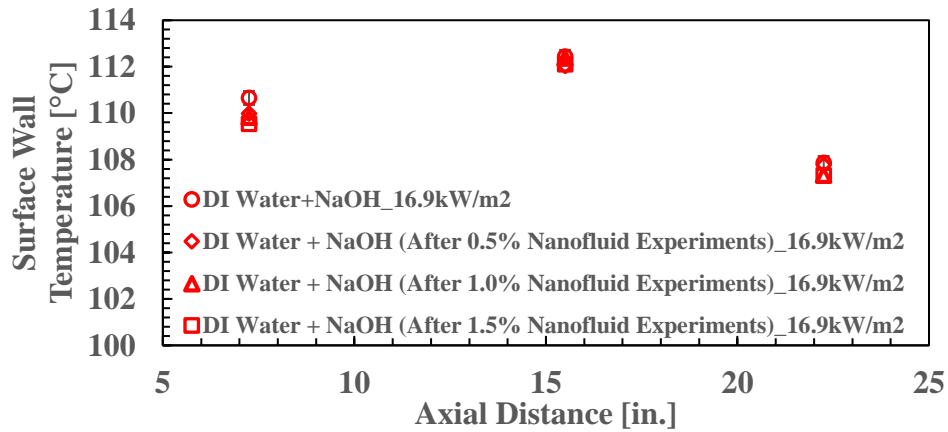 Surface Wall
Temperature [°C]
114
112
110
108
106
104
102
100
DI Water+NaOH_16.9kW/m2
DI Water + NaOH (After 0.5% Nanofluid Experiments)_16.9kW/m2
DI Water + NaOH (After 1.0% Nanofluid Experiments)_16.9kW/m2
DI Water + NaOH (After 1.5% Nanofluid Experiments)_16.9kW/m2
5 10 15 20 25
Axial Distance [in.]